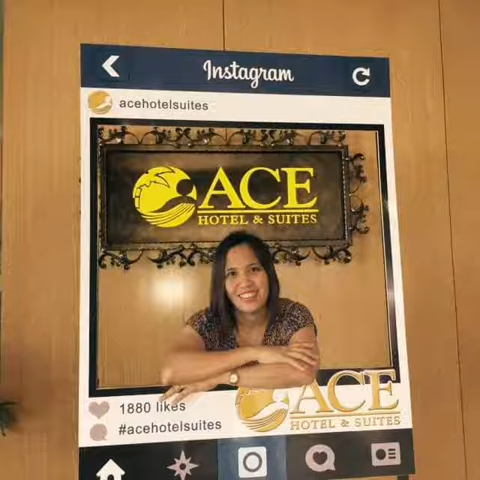 Instagram
acehotelsuites
ACE
HOTEL & SUITES
1880 likes
#acehotelsuites
ACE
HOTEL & SUITES